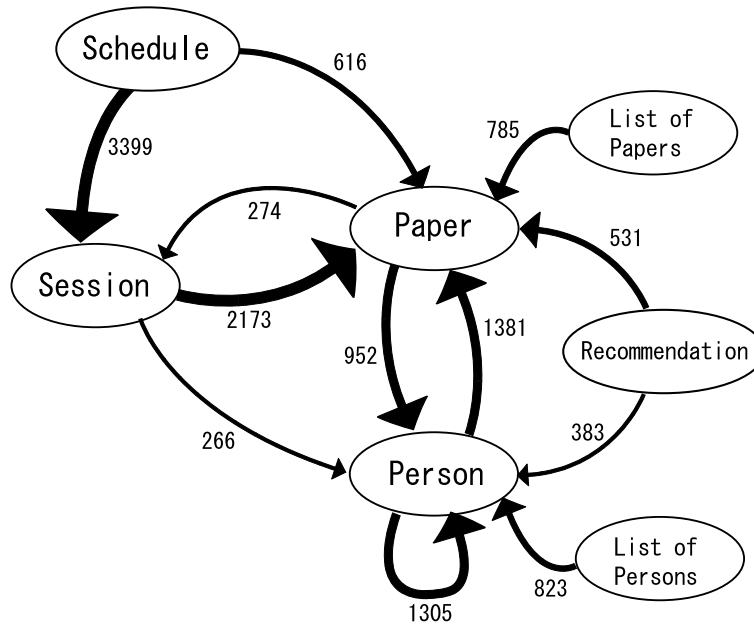 Schedule
616
3399
785
List of
Papers
274
Paper
531
Session
2173
1381
952
Recommendation
266
383
Person
List of
Persons
823
1305